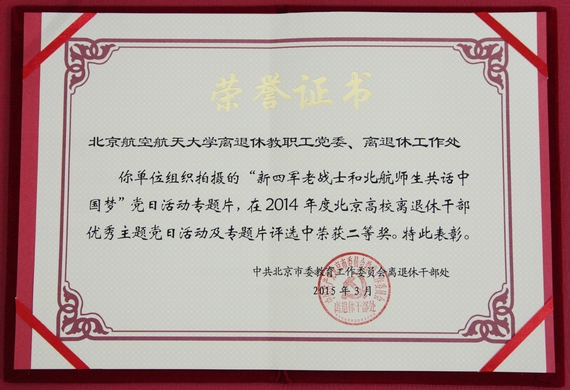 荣誉证书
北京航空航天大学离退休教职工党委、离退休工作处
你单位组织拍摄的“新四军老战士和北航师生共话中
国梦”党日活动专题片，在2014年度北京高校离退休干部
优秀主题党日活动及专题片评选中荣获二等奖。特此表彰。
中共北京市委教育工作委员会离退休干部处
2015年3月